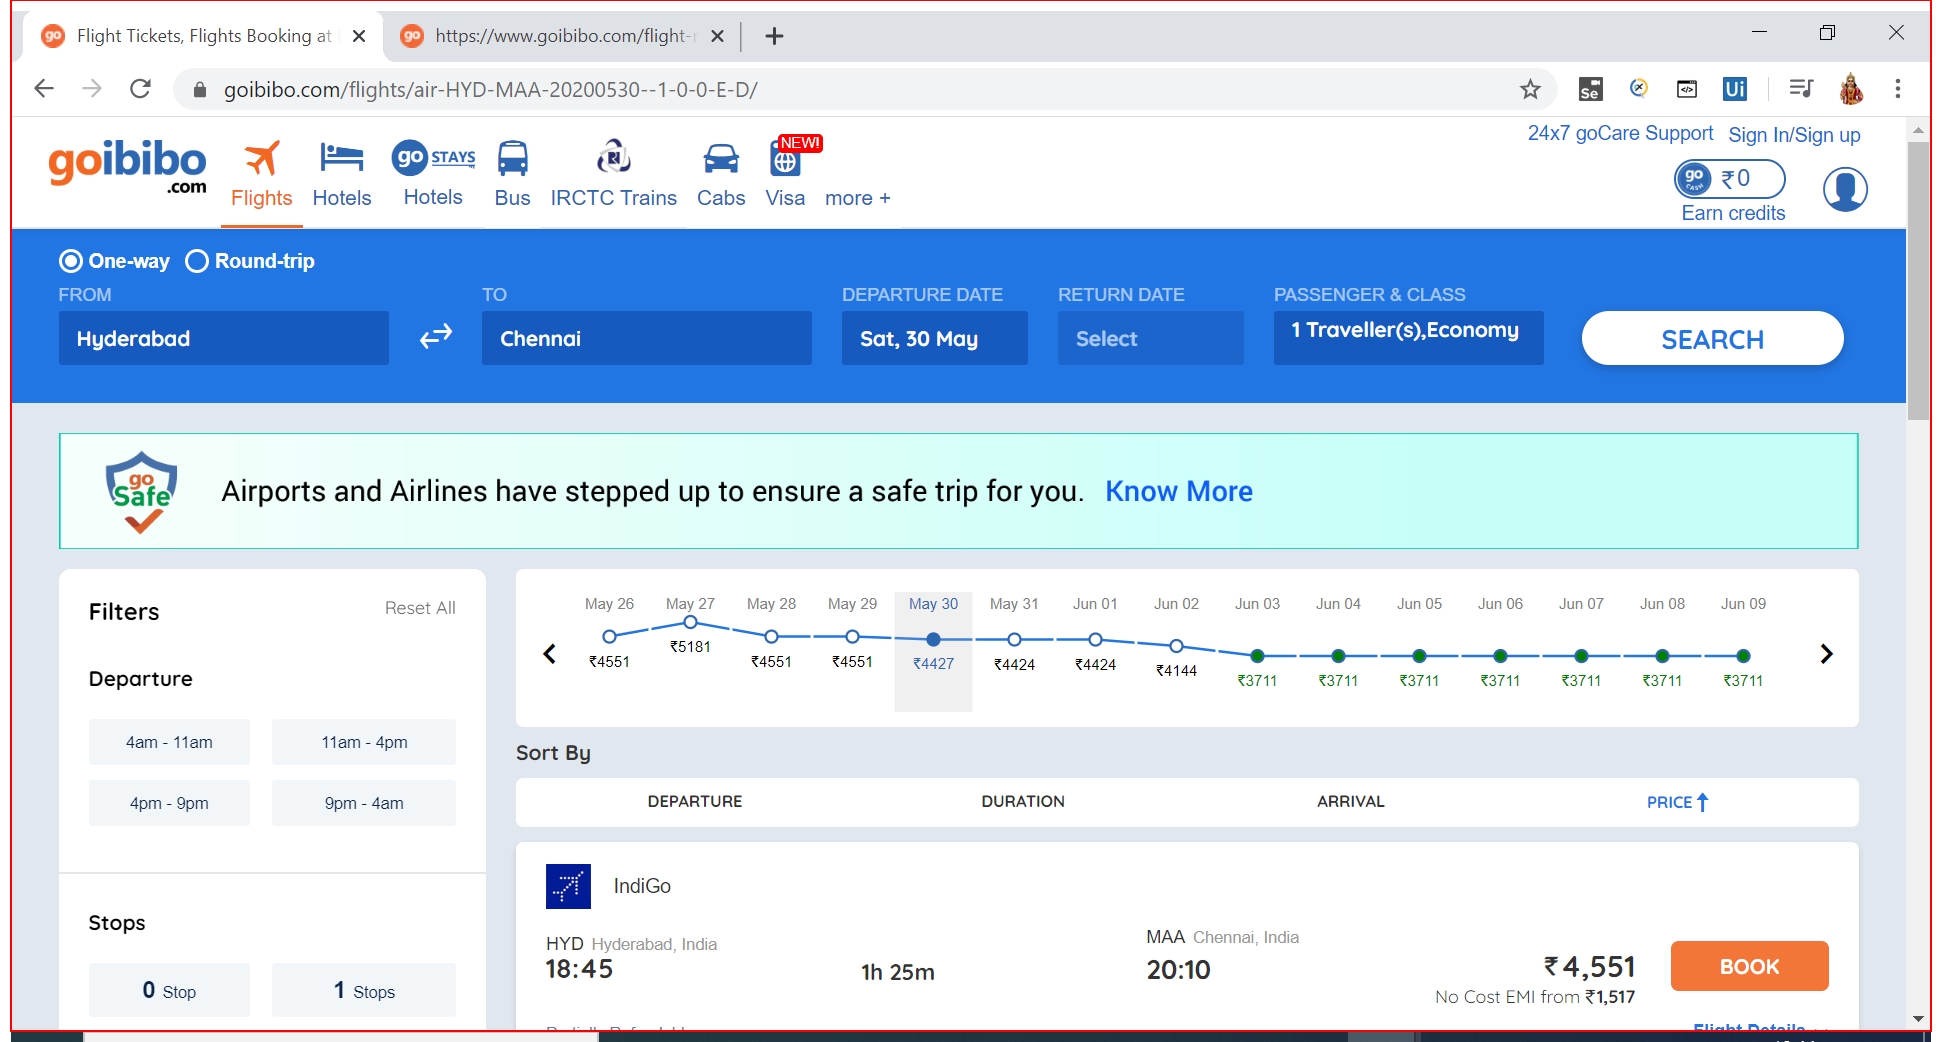 Flight Tickets, Flights Booking at
https://www.goibibo.com/flight-
goibibo.com/flights/air-HYD-MAA-20200530--1-0-0-E-D/
Se
Ui
24x7 goCare Support Sign In/Sign up
goibibo.com
Flights
Hotels
go STAYS
Hotels
Bus
IRCTC Trains
Cabs
NEW!
Visa
more +
go CASH ₹0
Earn credits
One-way Round-trip
FROM TO DEPARTURE DATE RETURN DATE PASSENGER & CLASS
Hyderabad Chennai Sat, 30 May Select 1 Traveller(s),Economy SEARCH
go Safe
Airports and Airlines have stepped up to ensure a safe trip for you. Know More
Filters Reset All
Departure
4am - 11am 11am - 4pm
4pm - 9pm 9pm - 4am
Stops
0 Stop 1 Stops
May 26 May 27 May 28 May 29 May 30 May 31 Jun 01 Jun 02 Jun 03 Jun 04 Jun 05 Jun 06 Jun 07 Jun 08 Jun 09
₹4551 ₹5181 ₹4551 ₹4551 ₹4427 ₹4424 ₹4424 ₹4144 ₹3711 ₹3711 ₹3711 ₹3711 ₹3711 ₹3711 ₹3711
Sort By
DEPARTURE DURATION ARRIVAL PRICE
IndiGo
HYD Hyderabad, India MAA Chennai, India
18:45 1h 25m 20:10 ₹4,551 BOOK
No Cost EMI from ₹1,517
Flight Details